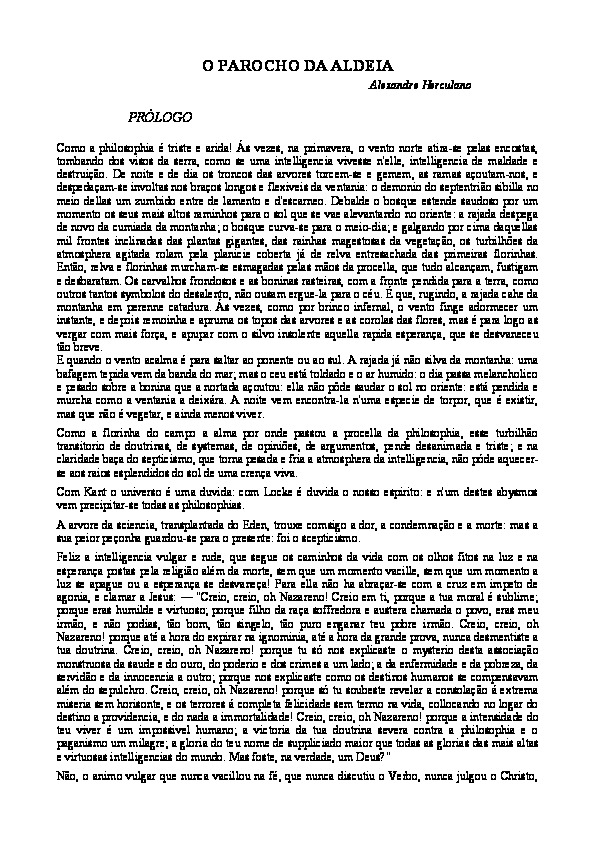 O PAROCHO DA ALDEIA
Alexandre Herculano
PRÓLOGO
Como a philosophia é triste e arida! Ás vezes, na primavera, o vento norte atira-se pelas encostas,
tombando dos visos da serra, como se uma intelligencia vivesse n'elle, intelligencia de maldade e
destruição. De noite e de dia os troncos das arvores torcem-se e gemem, as ramas açoutam-nos, e
despedaçam-se involtas nos braços longos e flexiveis da ventania: o demonio do septentrião sibilla no
meio dellas um zumbido entre de lamento e d'escarneo. Debalde o bosque estende saudoso por um
momento os seus mais altos raminhos para o sol que se vae alevantando no oriente: a rajada despega
de novo da cumiada da montanha; o bosque curva-se para o meio-dia; e galgando por cima daquellas
mil frontes inclinadas das plantas gigantes, das rainhas magestosas da vegetação, os turbilhões da
atmosphera agitada rolam pela planicie coberta já de relva entresachada das primeiras florinhas.
Então, relva e florinhas murcham-se esmagadas pelas mãos da procella, que tudo alcançam, fustigam
e desbaratam. Os carvalhos frondosos e as boninas rasteiras, com a fronte pendida para a terra, como
outros tantos symbolos do desalento, não ousam ergue-la para o céu. E que, rugindo, a rajada cahe da
montanha em perenne catadura. Às vezes, como por brinco infernal, o vento finge adormecer um
instante, e depois remoinha e apruma os topos das arvores e as corolas das flores, mas é para logo as
vergar com mais força, e apupar com o silvo insolente aquella rapida esperança, que se desvaneceu
tão breve.
E quando o vento acalma é para saltar ao ponente ou ao sul. A rajada já não silva da montanha: uma
bafagem tepida vem da banda do mar; mas o ceu está toldado e o ar humido: o dia passa melancholico
e pesado sobre a bonina que a nortada açoutou: ella não pôde saudar o sol no oriente: está pendida e
murcha como a ventania a deixára. A noite vem encontra-la n'uma especie de torpor, que é existir,
mas que não é vegetar, e ainda menos viver.
Como a florinha do campo a alma por onde passou a procella da philosophia, esse turbilhão
transitorio de doutrinas, de systemas, de opiniões, de argumentos, pende desanimada e triste; e na
claridade baça do septicismo, que torna pesada e fria a atmosphera da intelligencia, não póde aquecer-
se aos raios esplendidos do sol de uma crença viva.
Com Kant o universo é uma duvida: com Locke é duvida o nosso espirito: e n'um destes abysmos
vem precipitar-se todas as philosophias.
A arvore da sciencia, transplantada do Eden, trouxe comsigo a dor, a condemnação e a morte: mas a
sua peior peçonha guardou-se para o presente: foi o scepticismo.
Feliz a intelligencia vulgar e rude, que segue os caminhos da vida com os olhos fitos na luz e na
esperança postas pela religião além da morte, sem que um momento vacille, sem que um momento a
luz se apague ou a esperança se desvaneça! Para ella não ha abraçar-se com a cruz em impeto de
agonia, e clamar a Jesus: — "Creio, creio, oh Nazareno! Creio em ti, porque a tua moral é sublime;
porque eras humilde e virtuoso; porque filho da raça soffredora e austera chamada o povo, eras meu
irmão, e não podias, tão bom, tão singelo, tão puro enganar teu pobre irmão. Creio, creio, oh
Nazareno! porque até a hora do expirar na ignominia, até a hora da grande prova, nunca desmentiste a
tua doutrina. Creio, creio, oh Nazareno! porque tu só nos explicaste o mysterio desta associação
monstruosa da saude e do ouro, do poderio e dos crimes a um lado; a da enfermidade e da pobreza, da
servidão e da innocencia a outro; porque nos explicaste como os destinos humanos se compensavam
além do sepulchro. Creio, creio, oh Nazareno! porque só tu soubeste revelar a consolação á extrema
miseria sem horisonte, e os terrores á completa felicidade sem termo na vida, collocando no logar do
destino a providencia, e do nada a immortalidade! Creio, creio, oh Nazareno! porque a intensidade do
teu viver é um impossivel humano; a victoria da tua doutrina severa contra a philosophia e o
paganismo um milagre; a gloria do teu nome de suppliciado maior que todas as glorias das mais altas
e virtuosas intelligencias do mundo. Mas foste, na verdade, um Deus?"
Não, o animo vulgar que nunca vacillou na fé, que nunca discutiu o Verbo, nunca julgou o Christo,